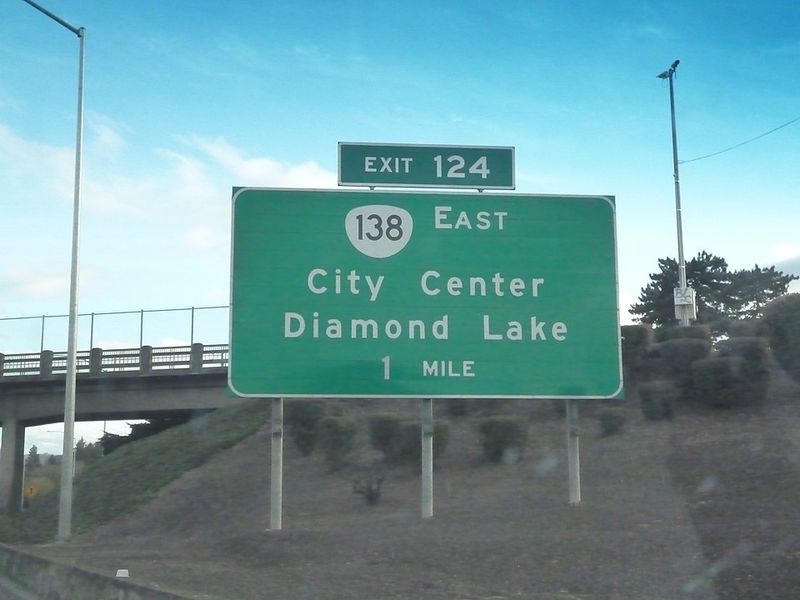 EXIT 124
138 EAST
City Center
Diamond Lake
1 MILE